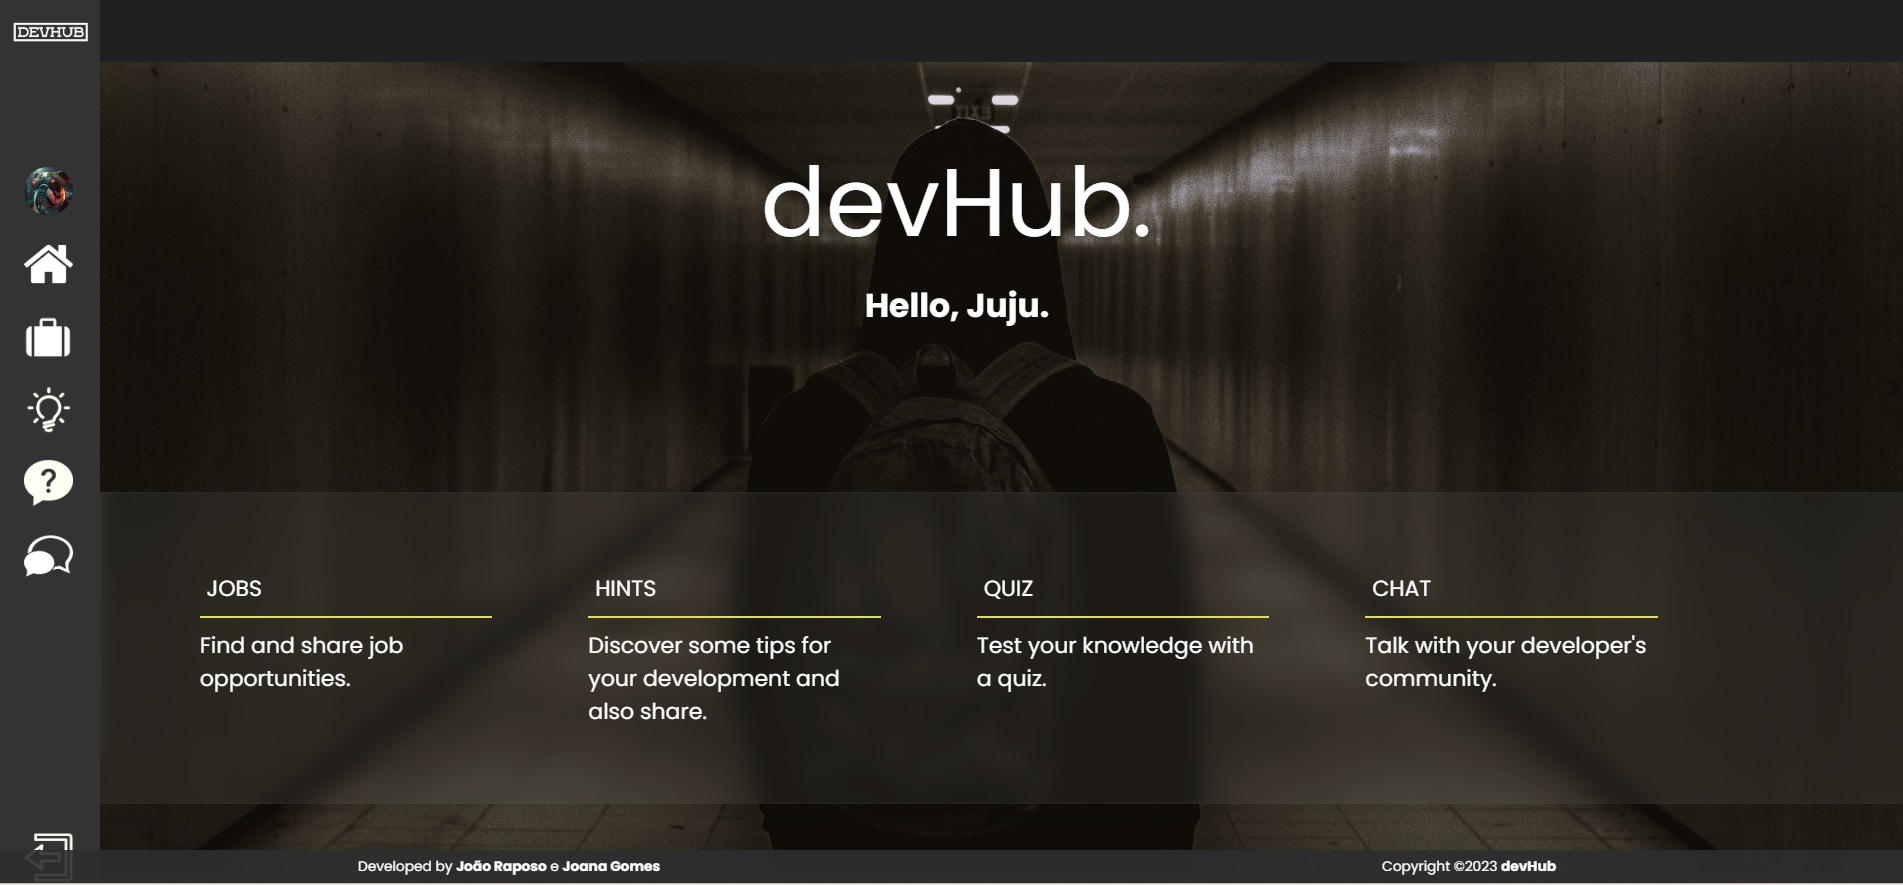 DEVHUB
devHub.
Hello, Juju.
?
JOBS
Find and share job
opportunities.
HINTS
Discover some tips for
your development and
also share.
QUIZ
Test your knowledge with
a quiz.
CHAT
Talk with your developer's
community.
Developed by João Raposo e Joana Gomes
Copyright ©2023 devHub